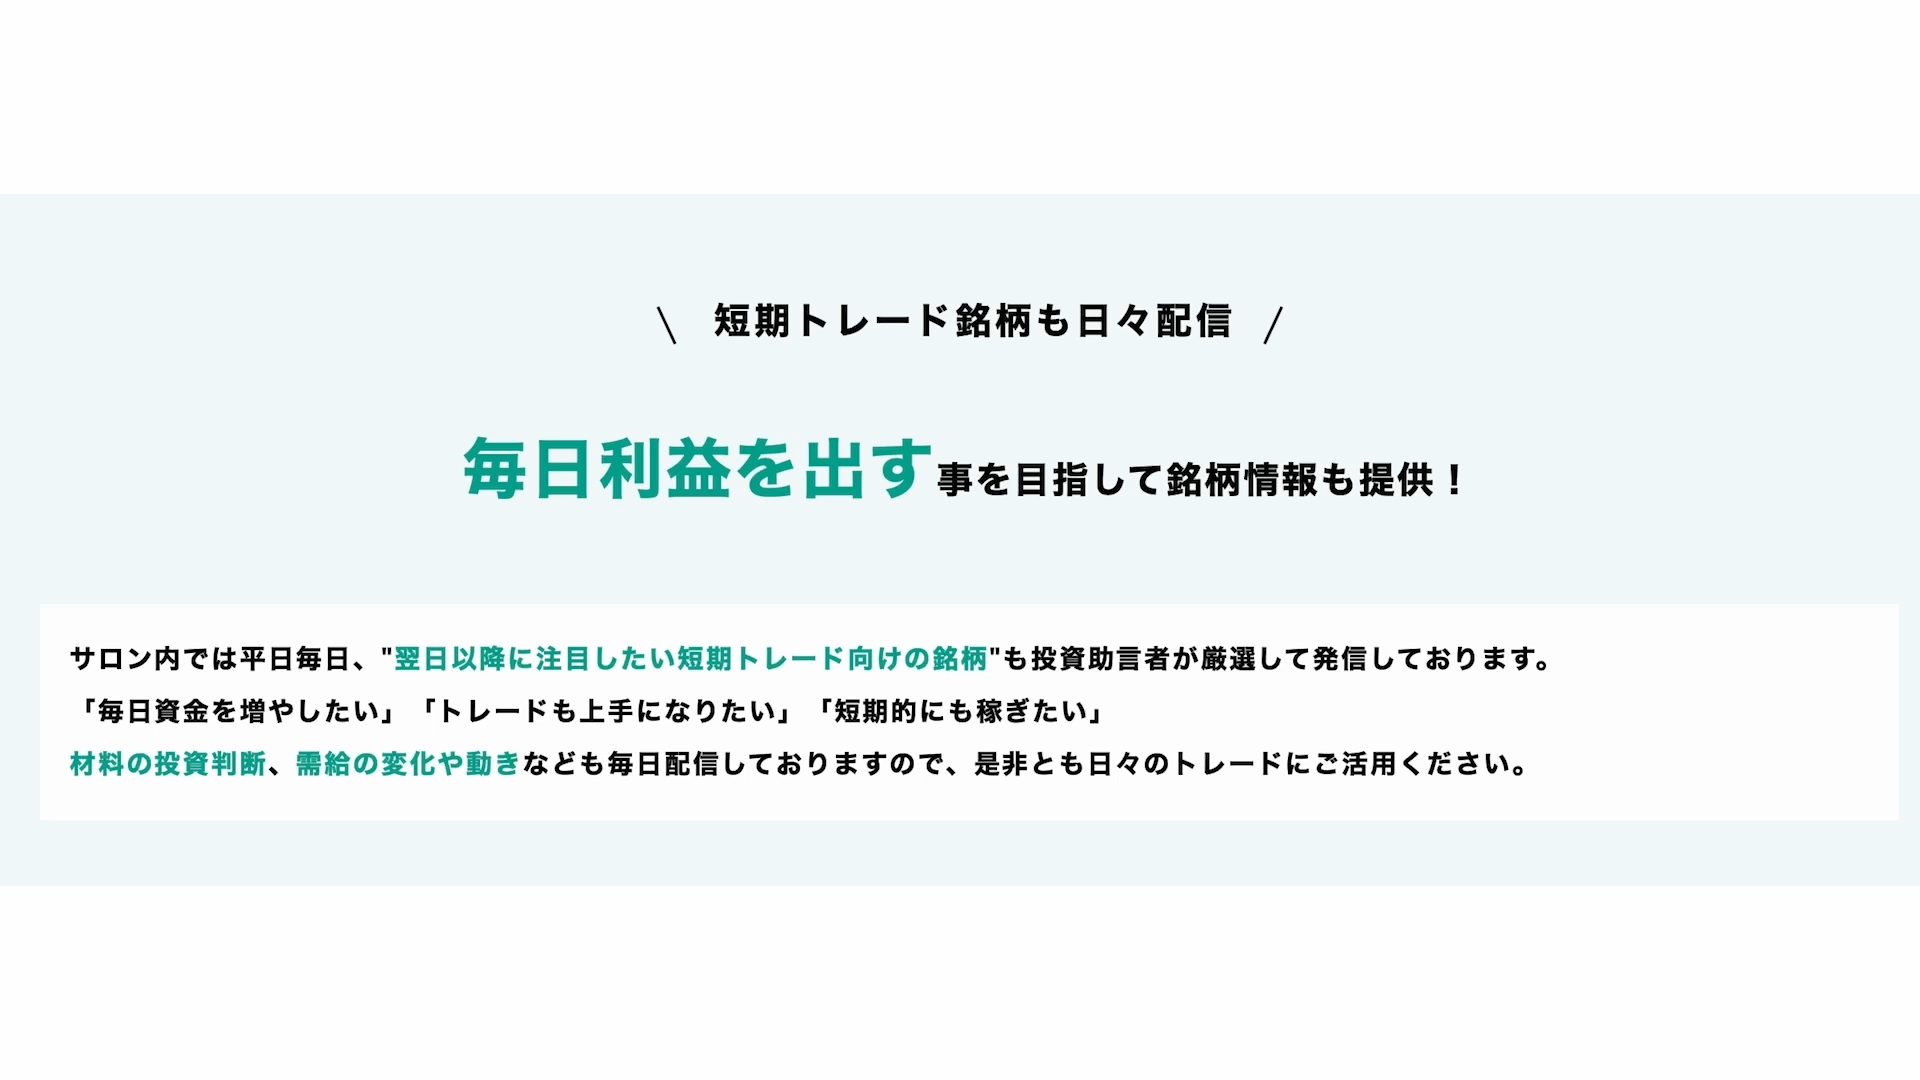 \ 短期トレード銘柄も日々配信 /
毎日利益を出す事を目指して銘柄情報も提供！
サロン内では平日毎日、"翌日以降に注目したい短期トレード向けの銘柄"も投資助言者が厳選して発信しております。
「毎日資金を増やしたい」「トレードも上手になりたい」「短期的にも稼ぎたい」
材料の投資判断、需給の変化や動きなども毎日配信しておりますので、是非とも日々のトレードにご活用ください。